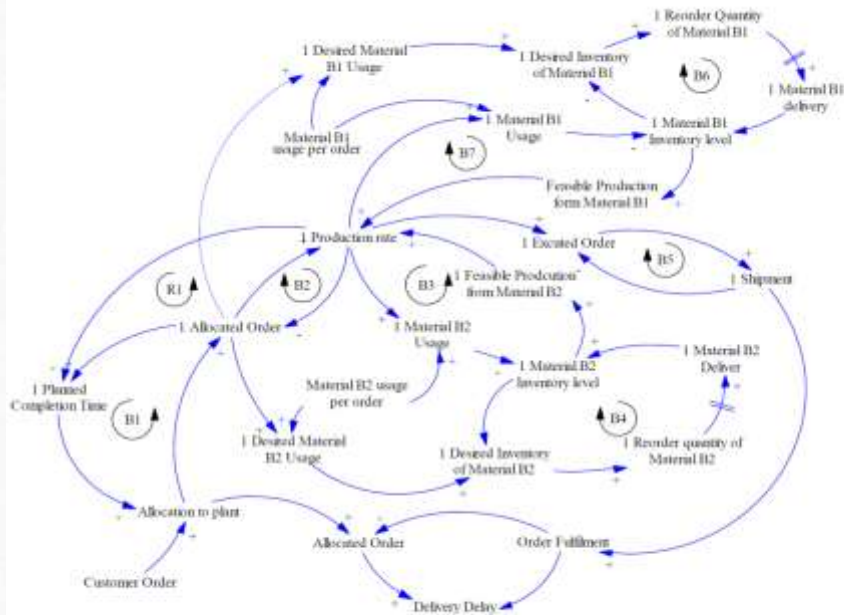 1 Reorder Quantity
of Material B1
1 Desired Material
B1 Usage
1 Desired Inventory
of Material B1
B6
1 Material B1
delivery
Material B1
usage per order
1 Material B1
Usage
1 Material B1
Inventory level
B7
Feasible Production
form Material B1
1 Production rate
1 Excuted Order
B5
1 Shipment
R1
B2
B3
1 Feasible Prodcution
from Material B2
1 Allocated Order
1 Material B2
Usage
1 Material B2
Inventory level
1 Material B2
Deliver
1 Planned
Completion Time
B1
Material B2 usage
per order
B4
1 Desired Material
B2 Usage
1 Desired Inventory
of Material B2
1 Reorder quantity of
Material B2
Allocation to plant
Allocated Order
Order Fulfilment
Customer Order
Delivery Delay